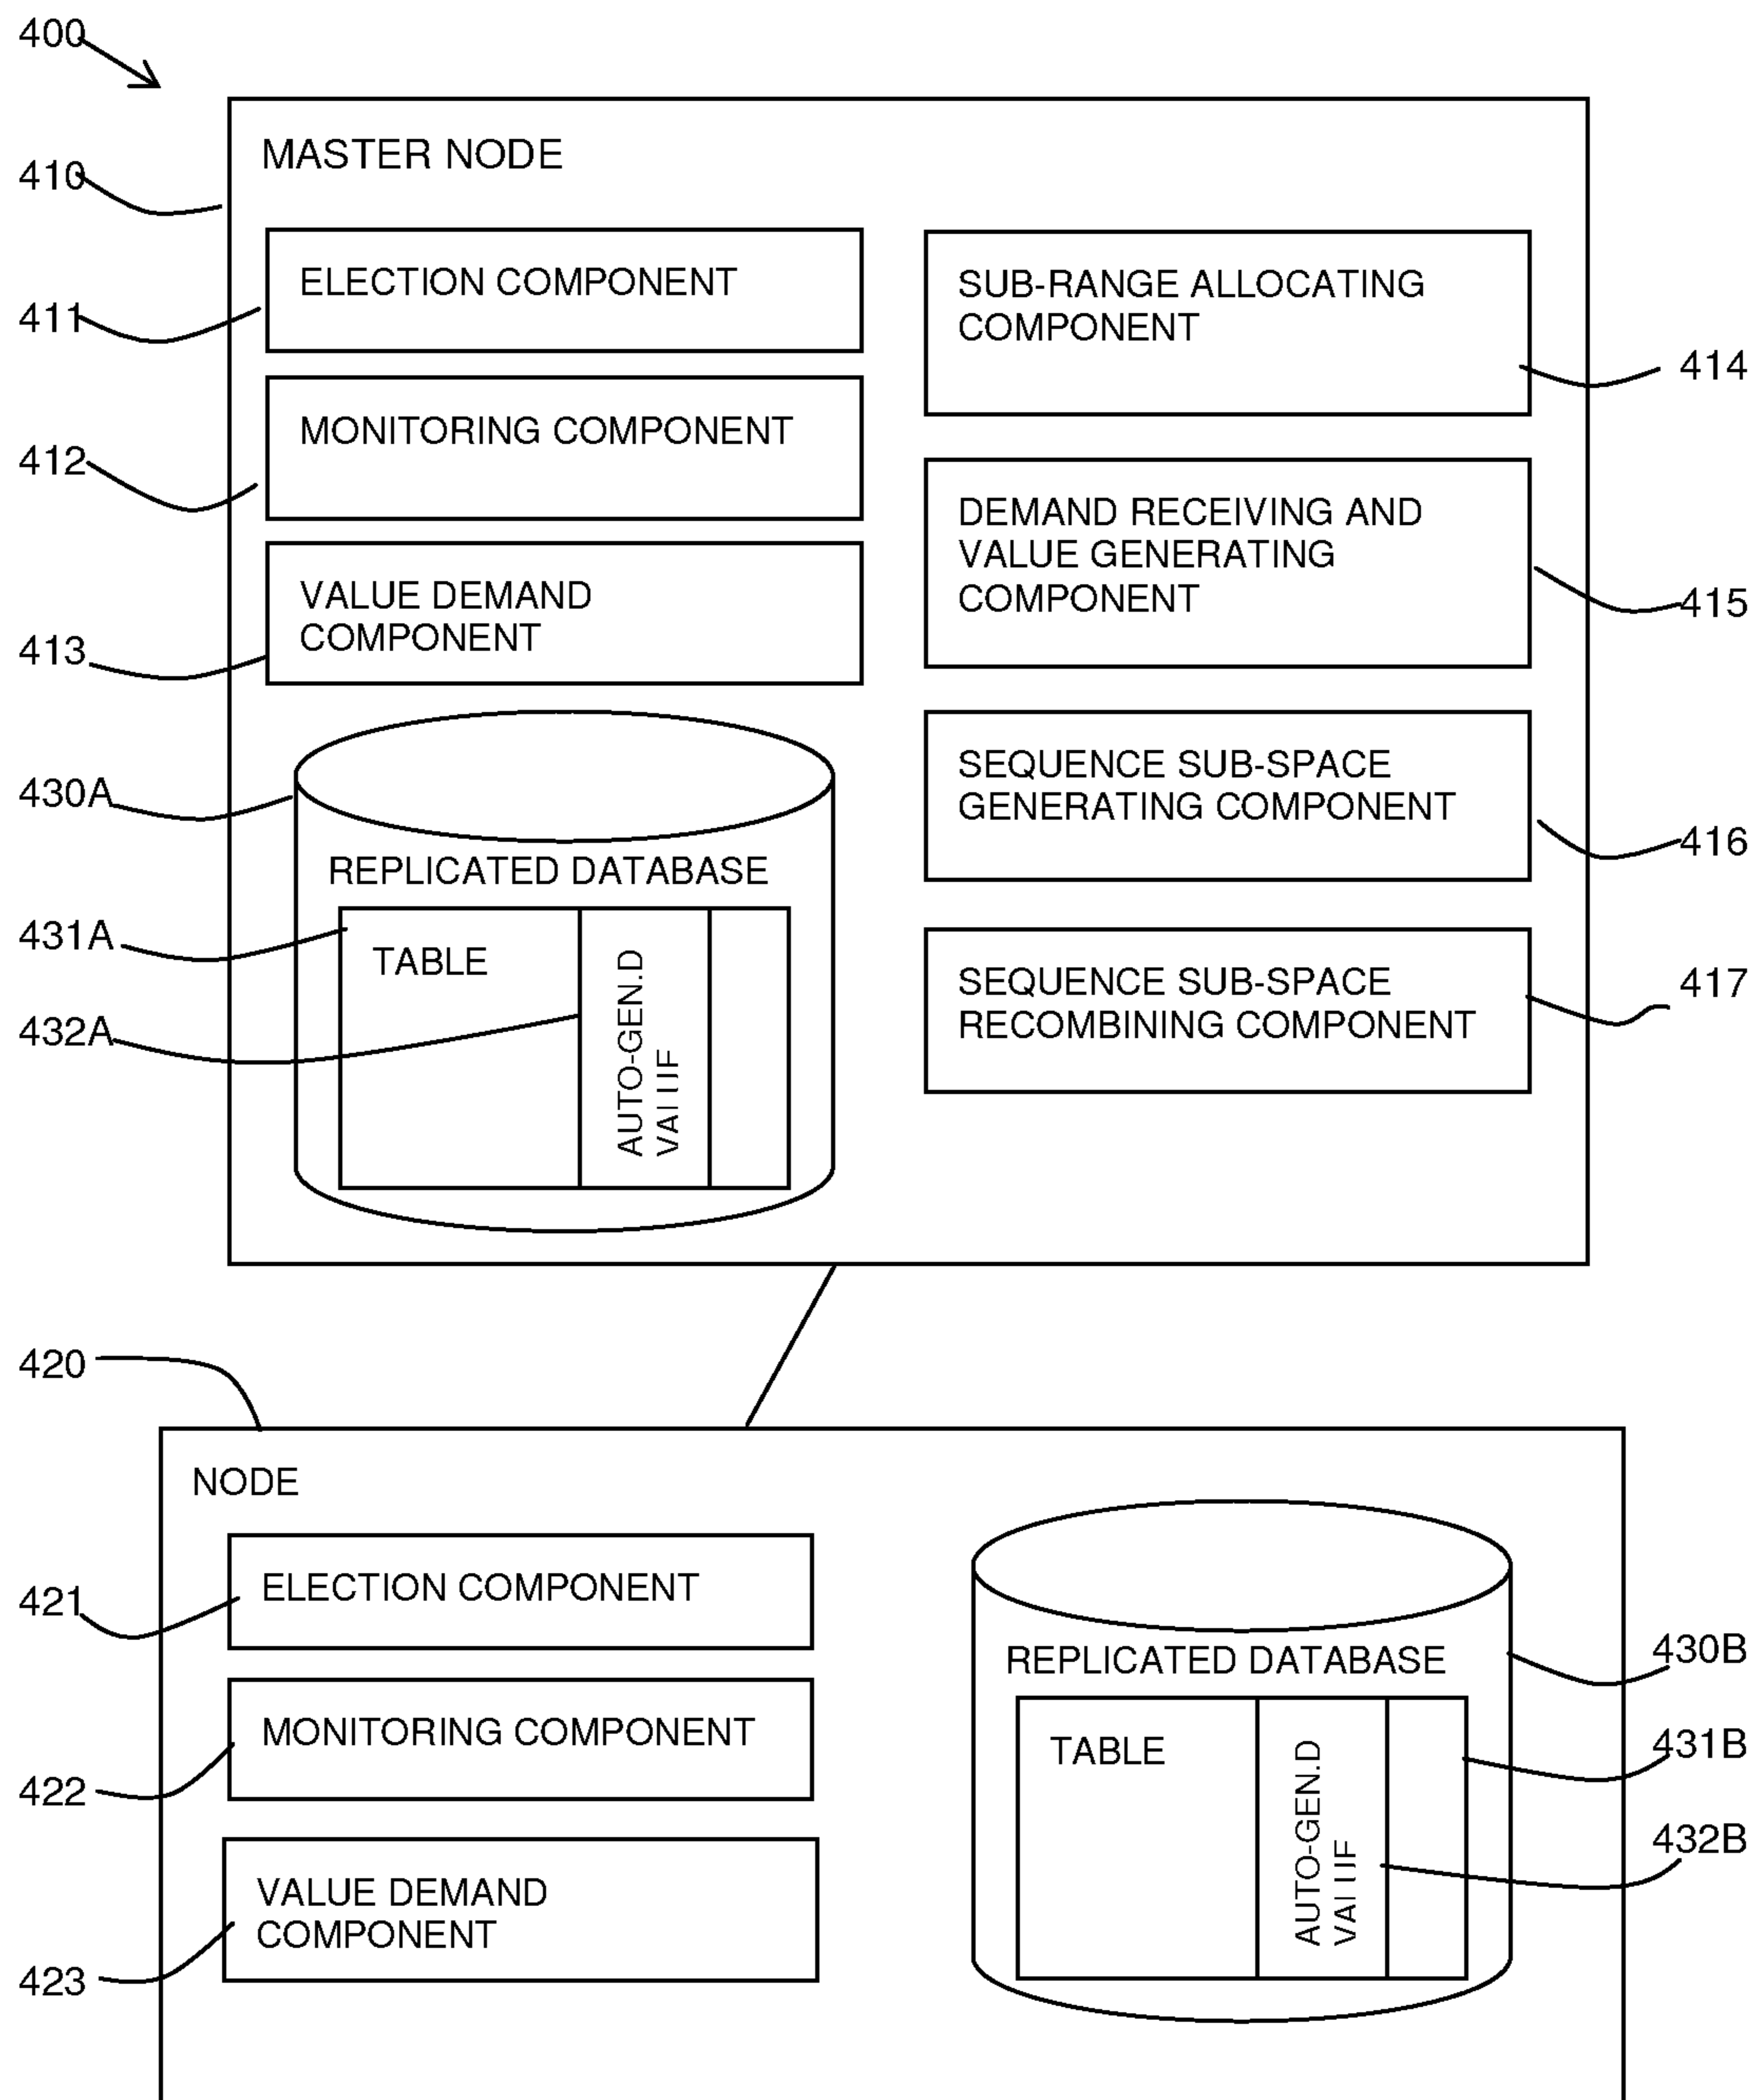 400
MASTER NODE
410
ELECTION COMPONENT
411
MONITORING COMPONENT
412
VALUE DEMAND
COMPONENT
413
SUB-RANGE ALLOCATING
COMPONENT
414
DEMAND RECEIVING AND
VALUE GENERATING
COMPONENT
415
SEQUENCE SUB-SPACE
GENERATING COMPONENT
416
SEQUENCE SUB-SPACE
RECOMBINING COMPONENT
417
430A
REPLICATED DATABASE
431A
TABLE
432A
AUTO-GEN.D
VALUE
420
NODE
ELECTION COMPONENT
421
MONITORING COMPONENT
422
VALUE DEMAND
COMPONENT
423
REPLICATED DATABASE
430B
TABLE
431B
AUTO-GEN.D
VALUE
432B